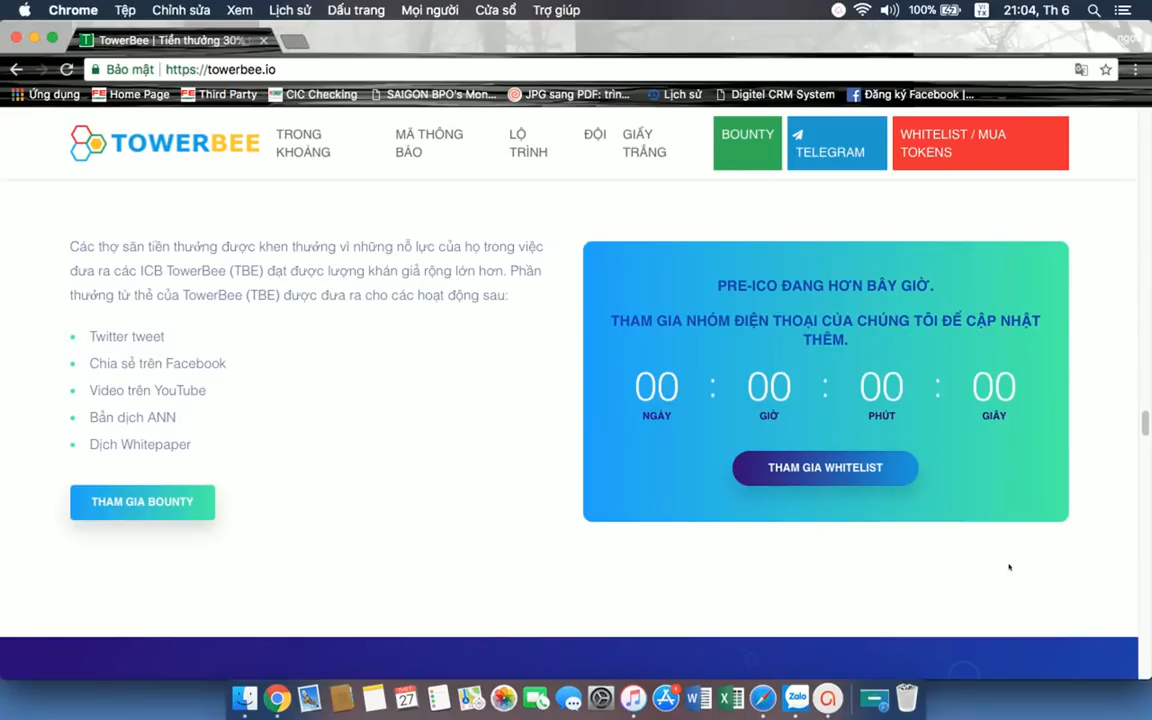 Chrome Tệp Chỉnh sửa Xem Lịch sử Dấu trang Mọi người Cửa sổ Trợ giúp 100% VI TX 21:04, Th 6
TowerBee | Tiền thưởng 30%
Bảo mật https://towerbee.io
Ứng dụng Home Page Third Party CIC Checking SAIGON BPO's Mon... JPG sang PDF: trìn... Lịch sử Digitel CRM System Đăng ký Facebook |...
TOWERBEE
TRONG
KHOẢNG
MÃ THÔNG
BÁO
LỘ
TRÌNH
ĐỘI
GIẤY
TRẮNG
BOUNTY
TELEGRAM
WHITELIST / MUA
TOKENS
Các thợ săn tiền thưởng được khen thưởng vì những nỗ lực của họ trong việc
đưa ra các ICB TowerBee (TBE) đạt được lượng khán giả rộng lớn hơn. Phần
thưởng từ thẻ của TowerBee (TBE) được đưa ra cho các hoạt động sau:
Twitter tweet
Chia sẻ trên Facebook
Video trên YouTube
Bản dịch ANN
Dịch Whitepaper
THAM GIA BOUNTY
PRE-ICO ĐANG HƠN BÂY GIỜ.
THAM GIA NHÓM ĐIỆN THOẠI CỦA CHÚNG TÔI ĐỂ CẬP NHẬT
THÊM.
00 : 00 : 00 : 00
NGÀY GIỜ PHÚT GIÂY
THAM GIA WHITELIST
27
Zalo